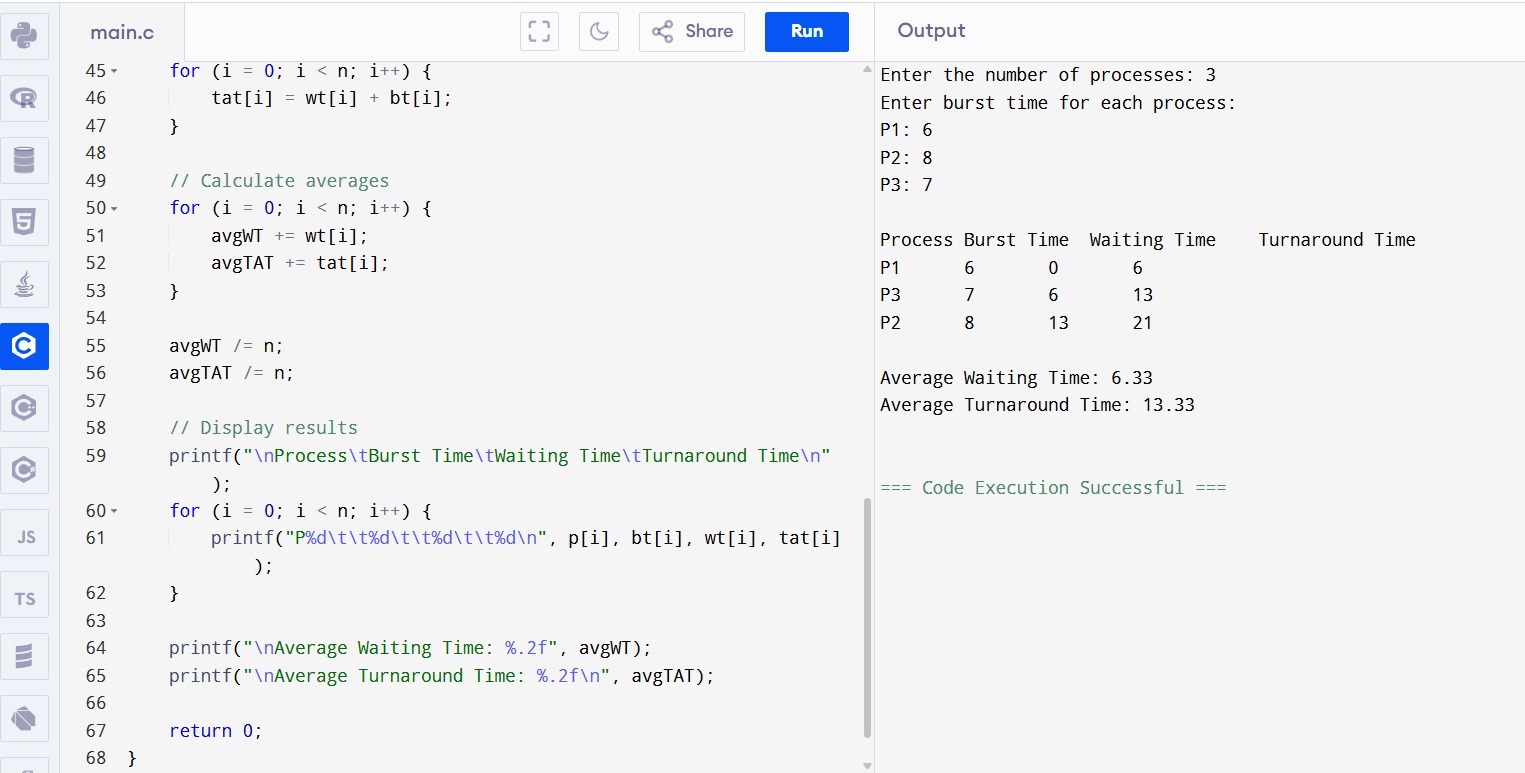 main.c
Share
Run
Output
45 for (i = 0; i < n; i++) {
46 tat[i] = wt[i] + bt[i];
47 }
48
49 // Calculate averages
50 for (i = 0; i < n; i++) {
51 avgWT += wt[i];
52 avgTAT += tat[i];
53 }
54
55 avgWT /= n;
56 avgTAT /= n;
57
58 // Display results
59 printf("\nProcess\tBurst Time\tWaiting Time\tTurnaround Time\n"
);
60 for (i = 0; i < n; i++) {
61 printf("P%d\t\t%d\t\t%d\t\t%d\n", p[i], bt[i], wt[i], tat[i]
);
62 }
63
64 printf("\nAverage Waiting Time: %.2f", avgWT);
65 printf("\nAverage Turnaround Time: %.2f\n", avgTAT);
66
67 return 0;
68 }
Enter the number of processes: 3
Enter burst time for each process:
P1: 6
P2: 8
P3: 7
Process Burst Time Waiting Time Turnaround Time
P1 6 0 6
P3 7 6 13
P2 8 13 21
Average Waiting Time: 6.33
Average Turnaround Time: 13.33
=== Code Execution Successful ===
R
5
C
C+
C#
JS
TS